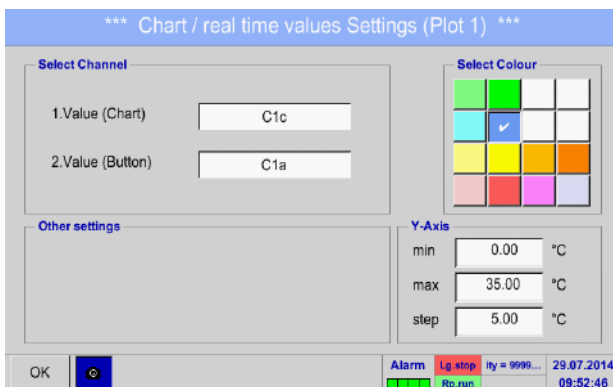 *** Chart / real time values Settings (Plot 1) ***
Select Channel
1.Value (Chart)
C1c
2.Value (Button)
C1a
Select Colour
Other settings
Y-Axis
min
0.00
°C
max
35.00
°C
step
5.00
°C
OK
Alarm
Lg.stop
ity = 9999...
29.07.2014
Rp.run
09:52:46